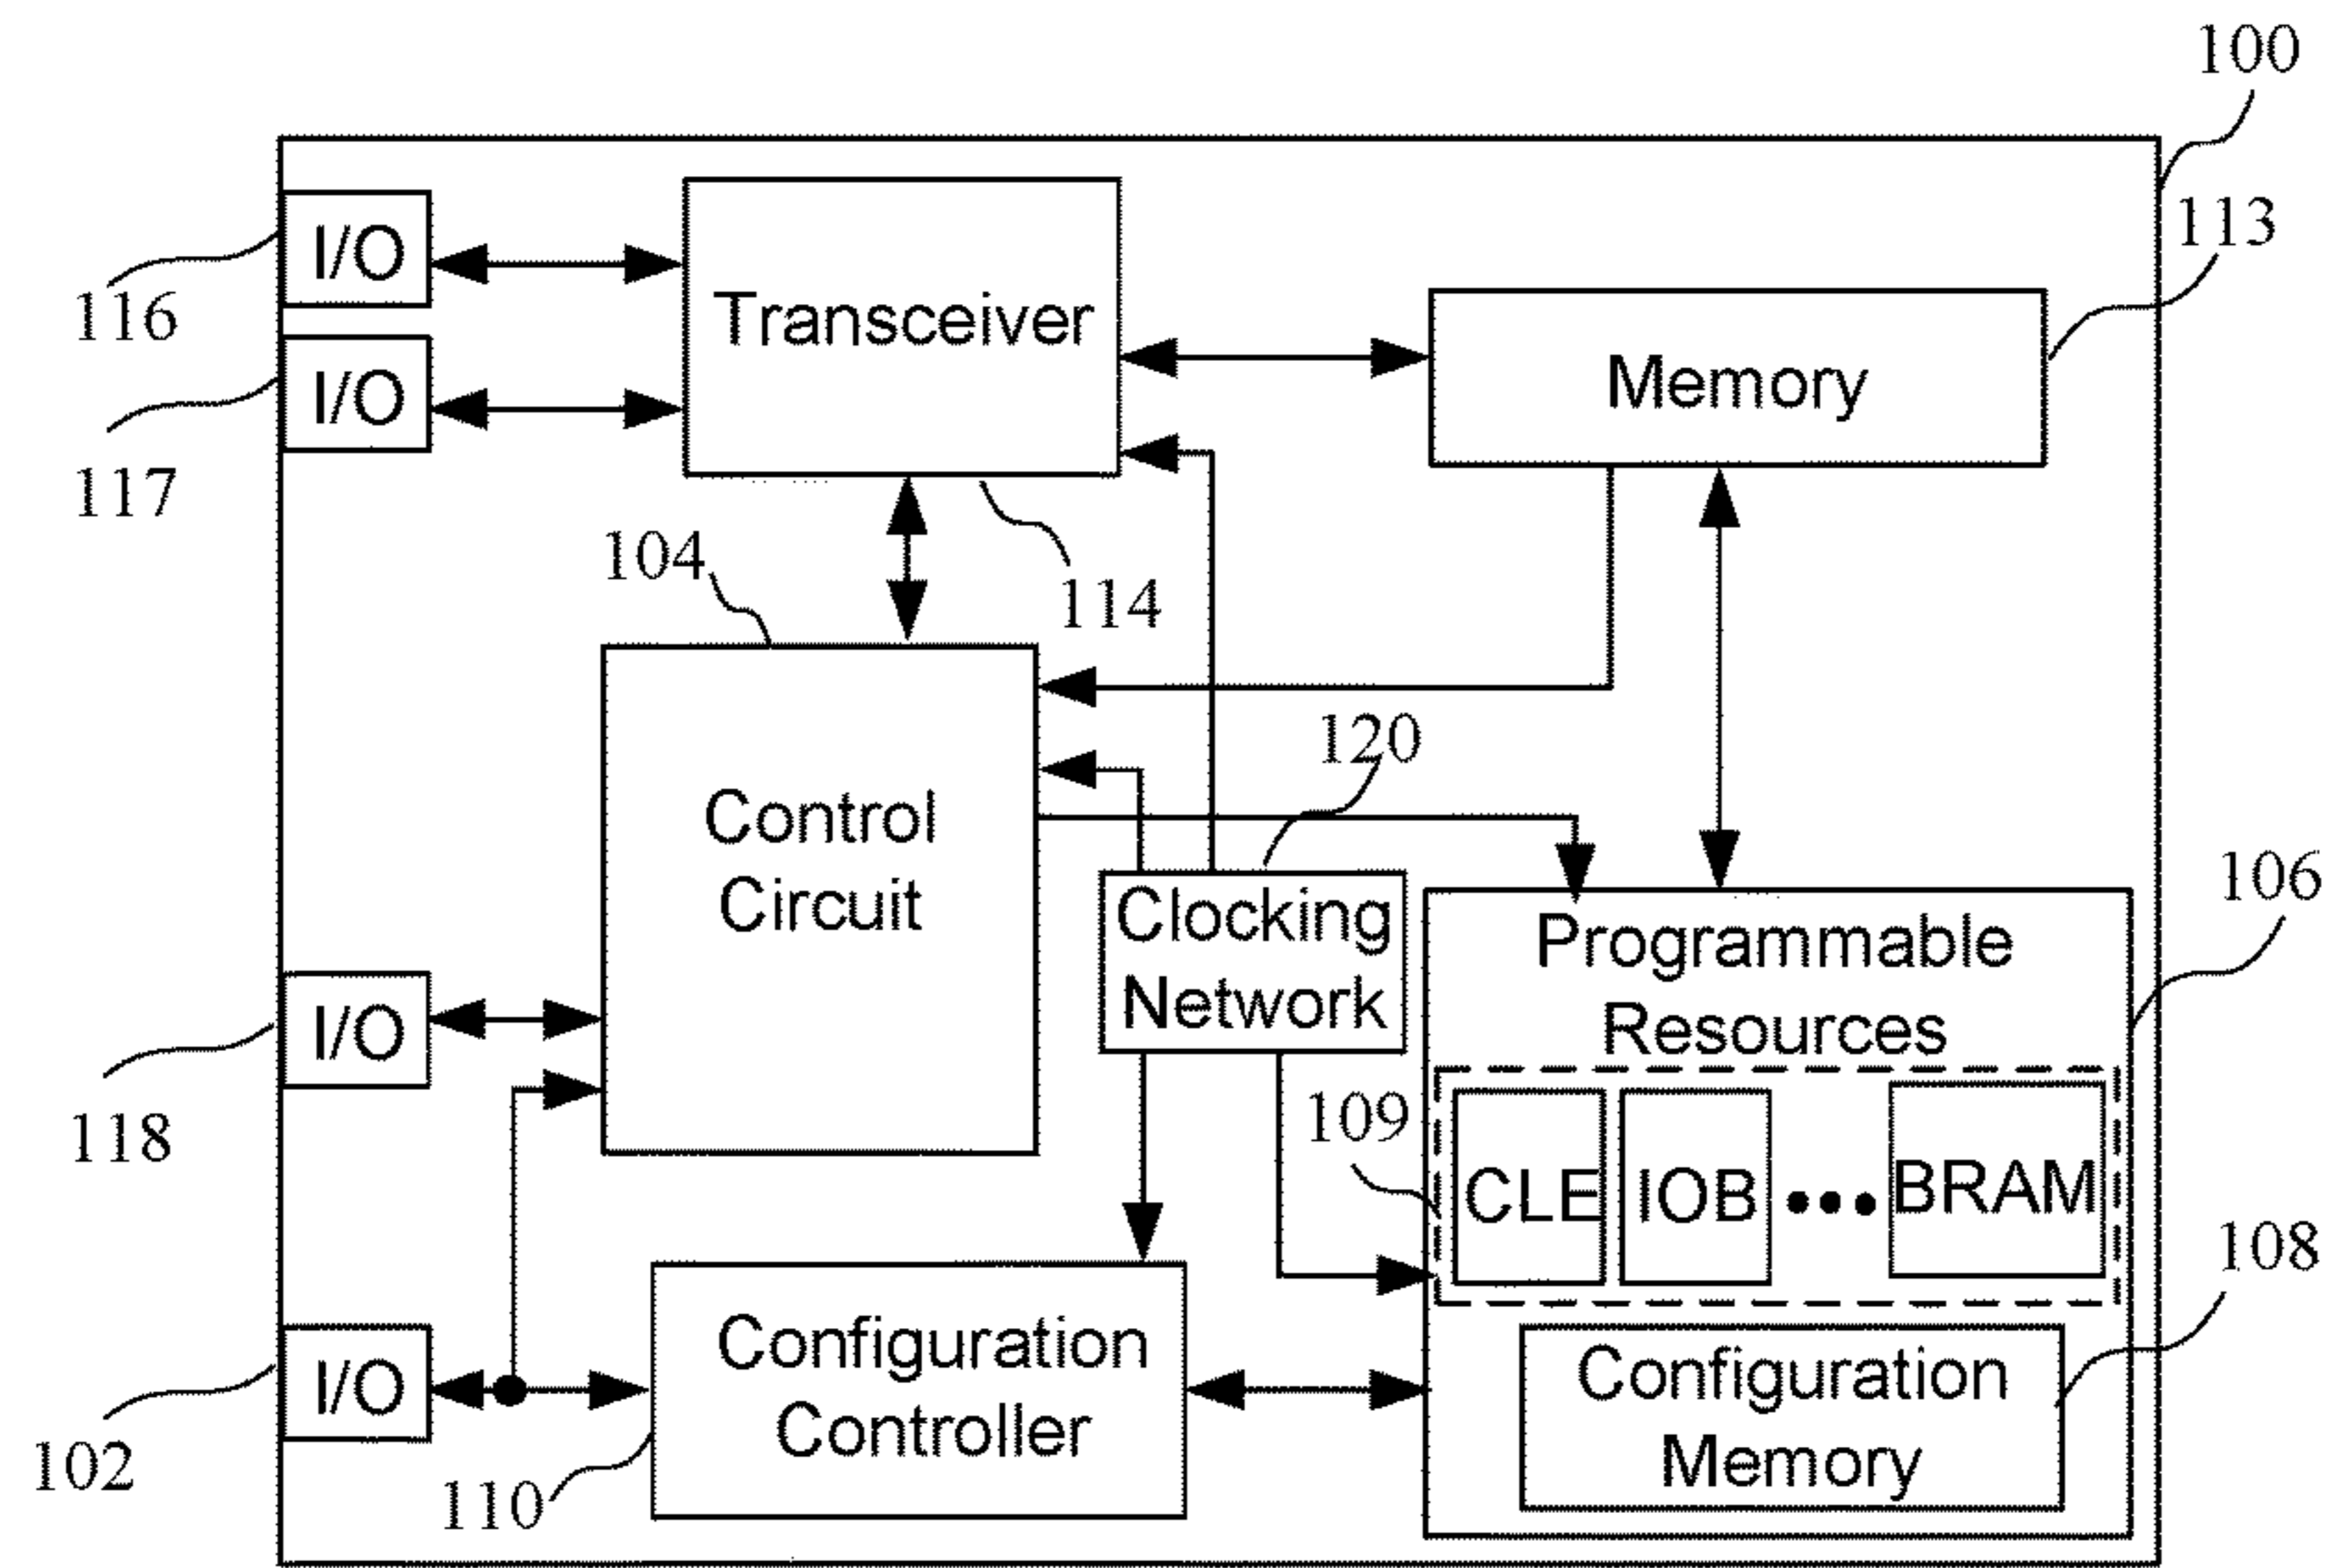 100
I/O
116
Transceiver
113
I/O
117
Memory
104
114
120
Control
Circuit
Clocking
Network
106
Programmable
Resources
I/O
118
109
CLE
IOB
BRAM
108
Configuration
Memory
I/O
102
Configuration
Controller
110